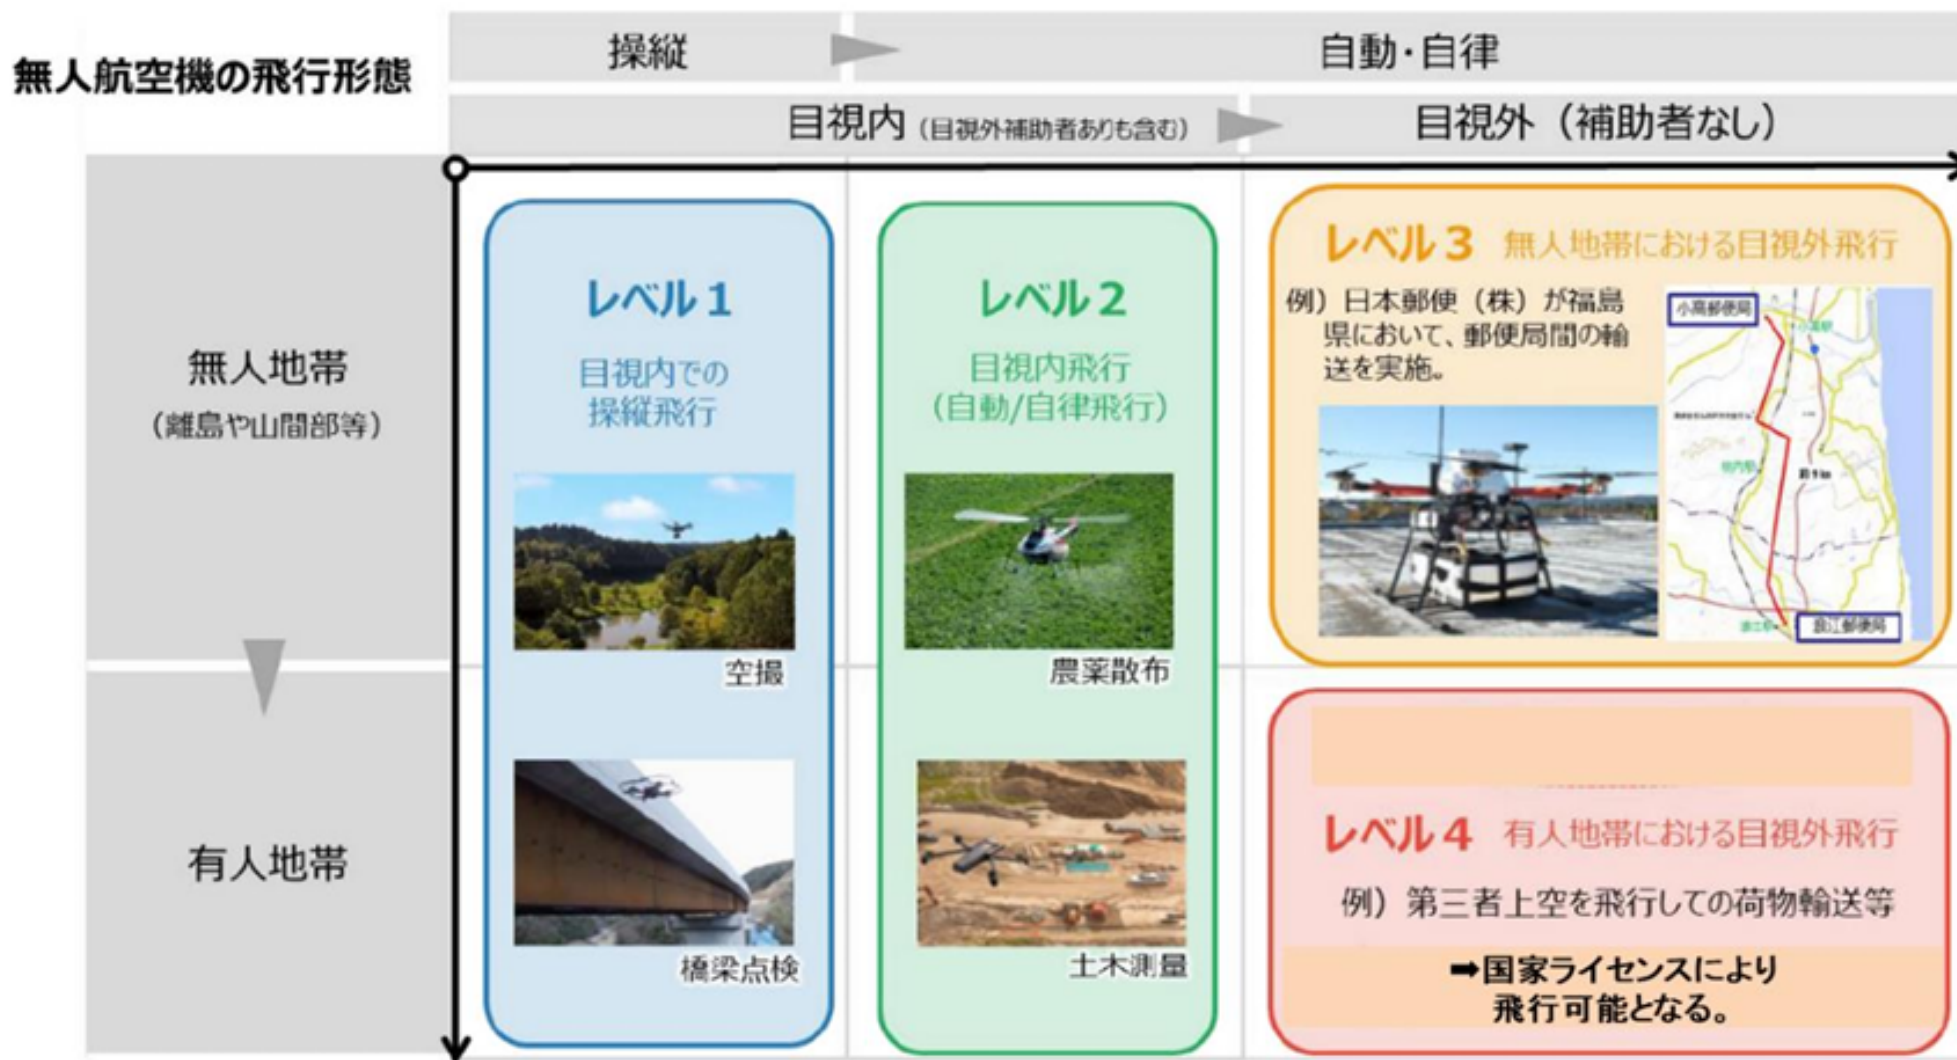 無人航空機の飛行形態
操縦
自動・自律
目視内（目視外補助者ありも含む）
目視外（補助者なし）
無人地帯
（離島や山間部等）
有人地帯
レベル１
目視内での
操縦飛行
空撮
橋梁点検
レベル２
目視内飛行
（自動/自律飛行）
農薬散布
土木測量
レベル３ 無人地帯における目視外飛行
例）日本郵便（株）が福島
県において、郵便局間の輸
送を実施。
小高郵便局
小高駅
約９km
浪江郵便局
レベル４ 有人地帯における目視外飛行
例）第三者上空を飛行しての荷物輸送等
➡国家ライセンスにより
飛行可能となる。